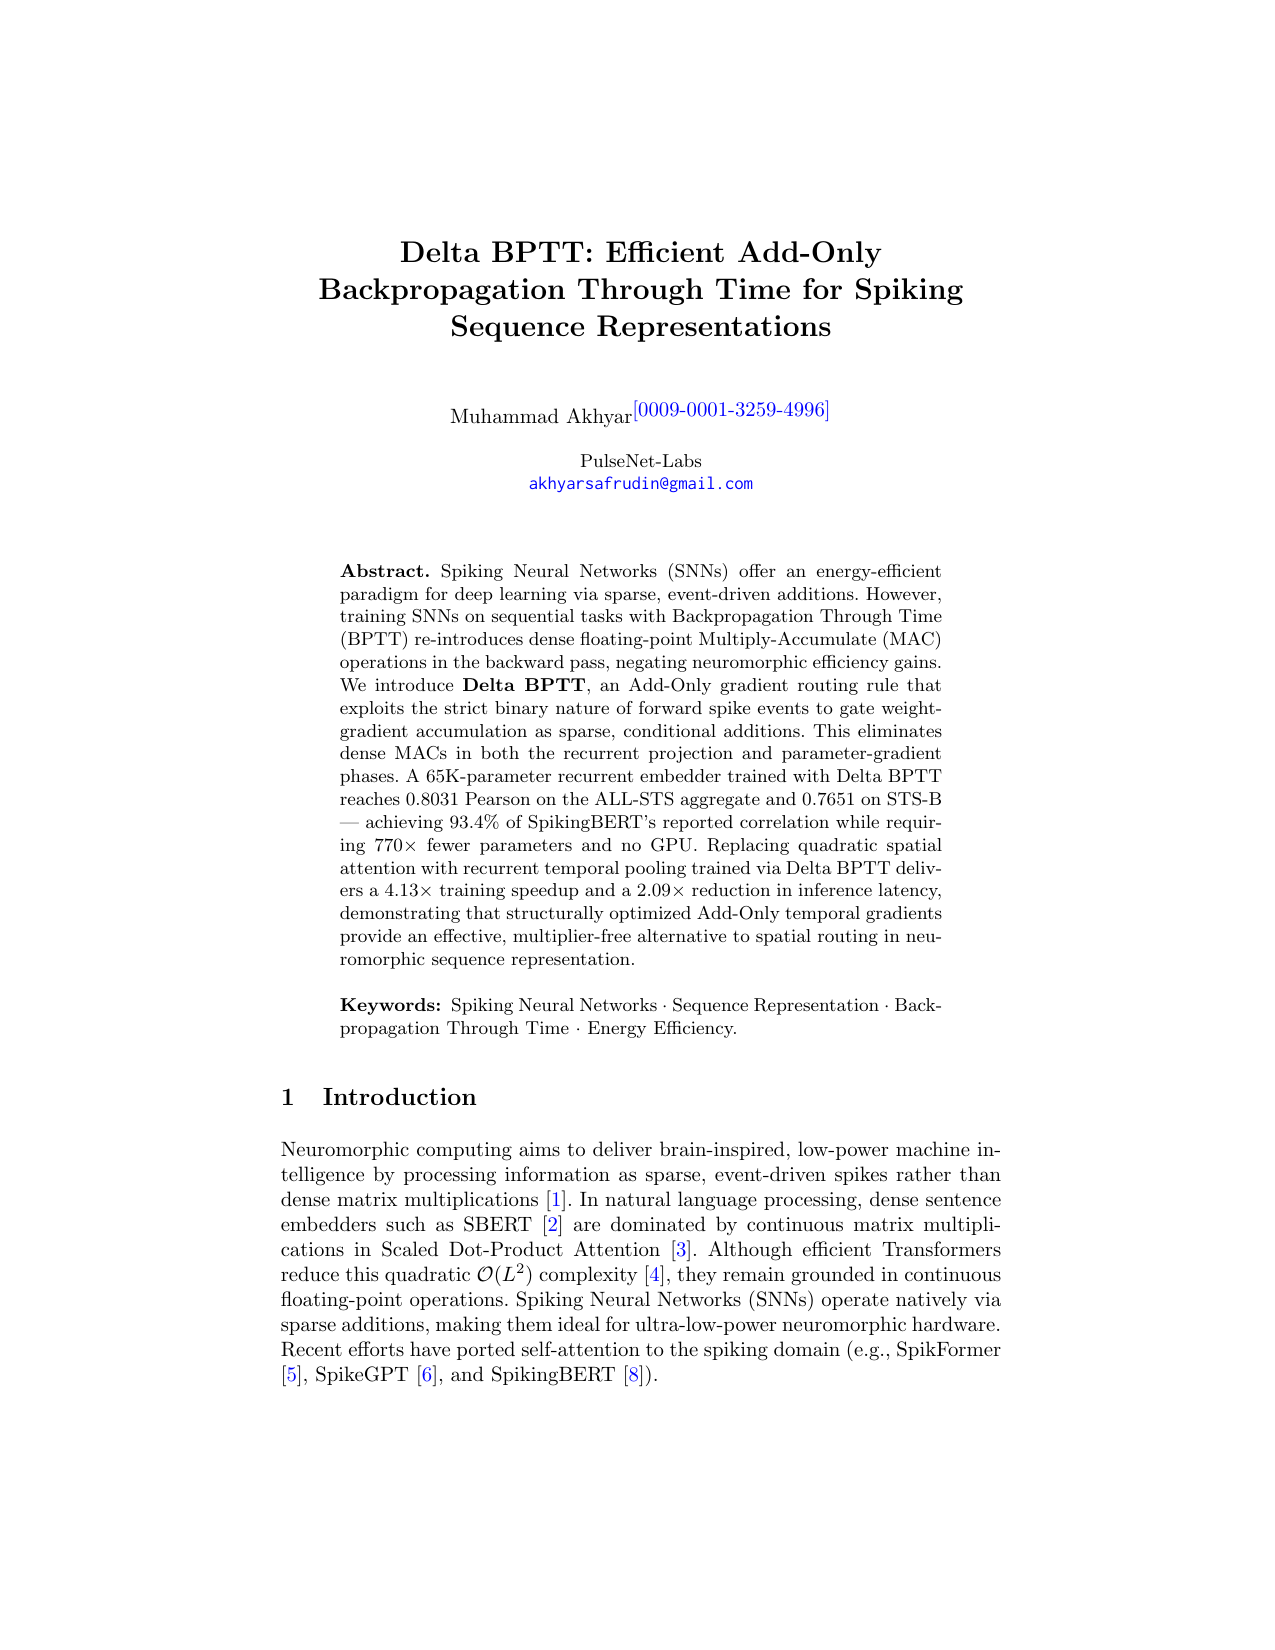 Delta BPTT: Efficient Add-Only
Backpropagation Through Time for Spiking
Sequence Representations
Muhammad Akhyar[0009-0001-3259-4996]
PulseNet-Labs
akhyarsafrudin@gmail.com
Abstract. Spiking Neural Networks (SNNs) offer an energy-efficient
paradigm for deep learning via sparse, event-driven additions. However,
training SNNs on sequential tasks with Backpropagation Through Time
(BPTT) re-introduces dense floating-point Multiply-Accumulate (MAC)
operations in the backward pass, negating neuromorphic efficiency gains.
We introduce Delta BPTT, an Add-Only gradient routing rule that
exploits the strict binary nature of forward spike events to gate weight-
gradient accumulation as sparse, conditional additions. This eliminates
dense MACs in both the recurrent projection and parameter-gradient
phases. A 65K-parameter recurrent embedder trained with Delta BPTT
reaches 0.8031 Pearson on the ALL-STS aggregate and 0.7651 on STS-B
— achieving 93.4% of SpikingBERT's reported correlation while requir-
ing 770× fewer parameters and no GPU. Replacing quadratic spatial
attention with recurrent temporal pooling trained via Delta BPTT deliv-
ers a 4.13× training speedup and a 2.09× reduction in inference latency,
demonstrating that structurally optimized Add-Only temporal gradients
provide an effective, multiplier-free alternative to spatial routing in neu-
romorphic sequence representation.
Keywords: Spiking Neural Networks · Sequence Representation · Back-
propagation Through Time · Energy Efficiency.
1 Introduction
Neuromorphic computing aims to deliver brain-inspired, low-power machine in-
telligence by processing information as sparse, event-driven spikes rather than
dense matrix multiplications [1]. In natural language processing, dense sentence
embedders such as SBERT [2] are dominated by continuous matrix multipli-
cations in Scaled Dot-Product Attention [3]. Although efficient Transformers
reduce this quadratic 𝒪(L²) complexity [4], they remain grounded in continuous
floating-point operations. Spiking Neural Networks (SNNs) operate natively via
sparse additions, making them ideal for ultra-low-power neuromorphic hardware.
Recent efforts have ported self-attention to the spiking domain (e.g., SpikFormer
[5], SpikeGPT [6], and SpikingBERT [8]).